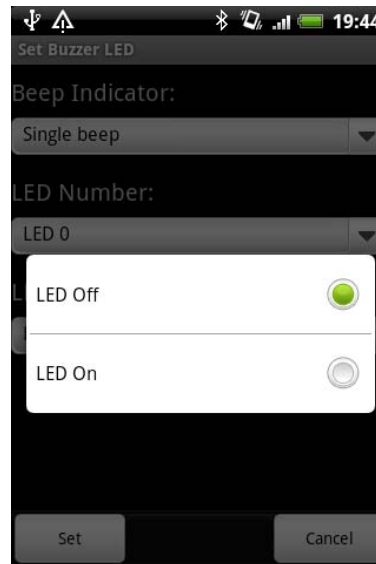 19:44
Set Buzzer LED
Beep Indicator:
Single beep
LED Number:
LED 0
LED Off
LED On
Set
Cancel